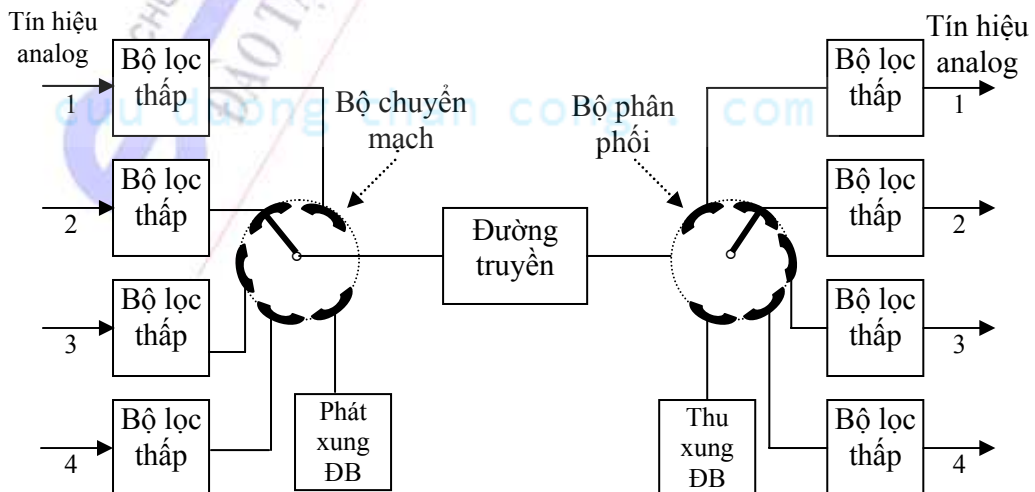 Tín hiệu
analog
1
Bộ lọc
thấp
2
Bộ lọc
thấp
3
Bộ lọc
thấp
4
Bộ lọc
thấp
Bộ chuyển
mạch
Phát
xung
ĐB
Đường
truyền
Bộ phân
phối
Thu
xung
ĐB
Tín hiệu
analog
Bộ lọc
thấp
1
Bộ lọc
thấp
2
Bộ lọc
thấp
3
Bộ lọc
thấp
4
cuu duong than cong . com
ĐÀO TẠ